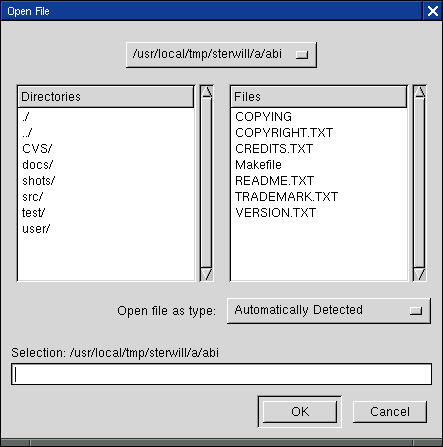 Open File
/usr/local/tmp/sterwill/a/abi
Directories
./
../
CVS/
docs/
shots/
src/
test/
user/
Files
COPYING
COPYRIGHT.TXT
CREDITS.TXT
Makefile
README.TXT
TRADEMARK.TXT
VERSION.TXT
Open file as type: Automatically Detected
Selection: /usr/local/tmp/sterwill/a/abi
OK Cancel